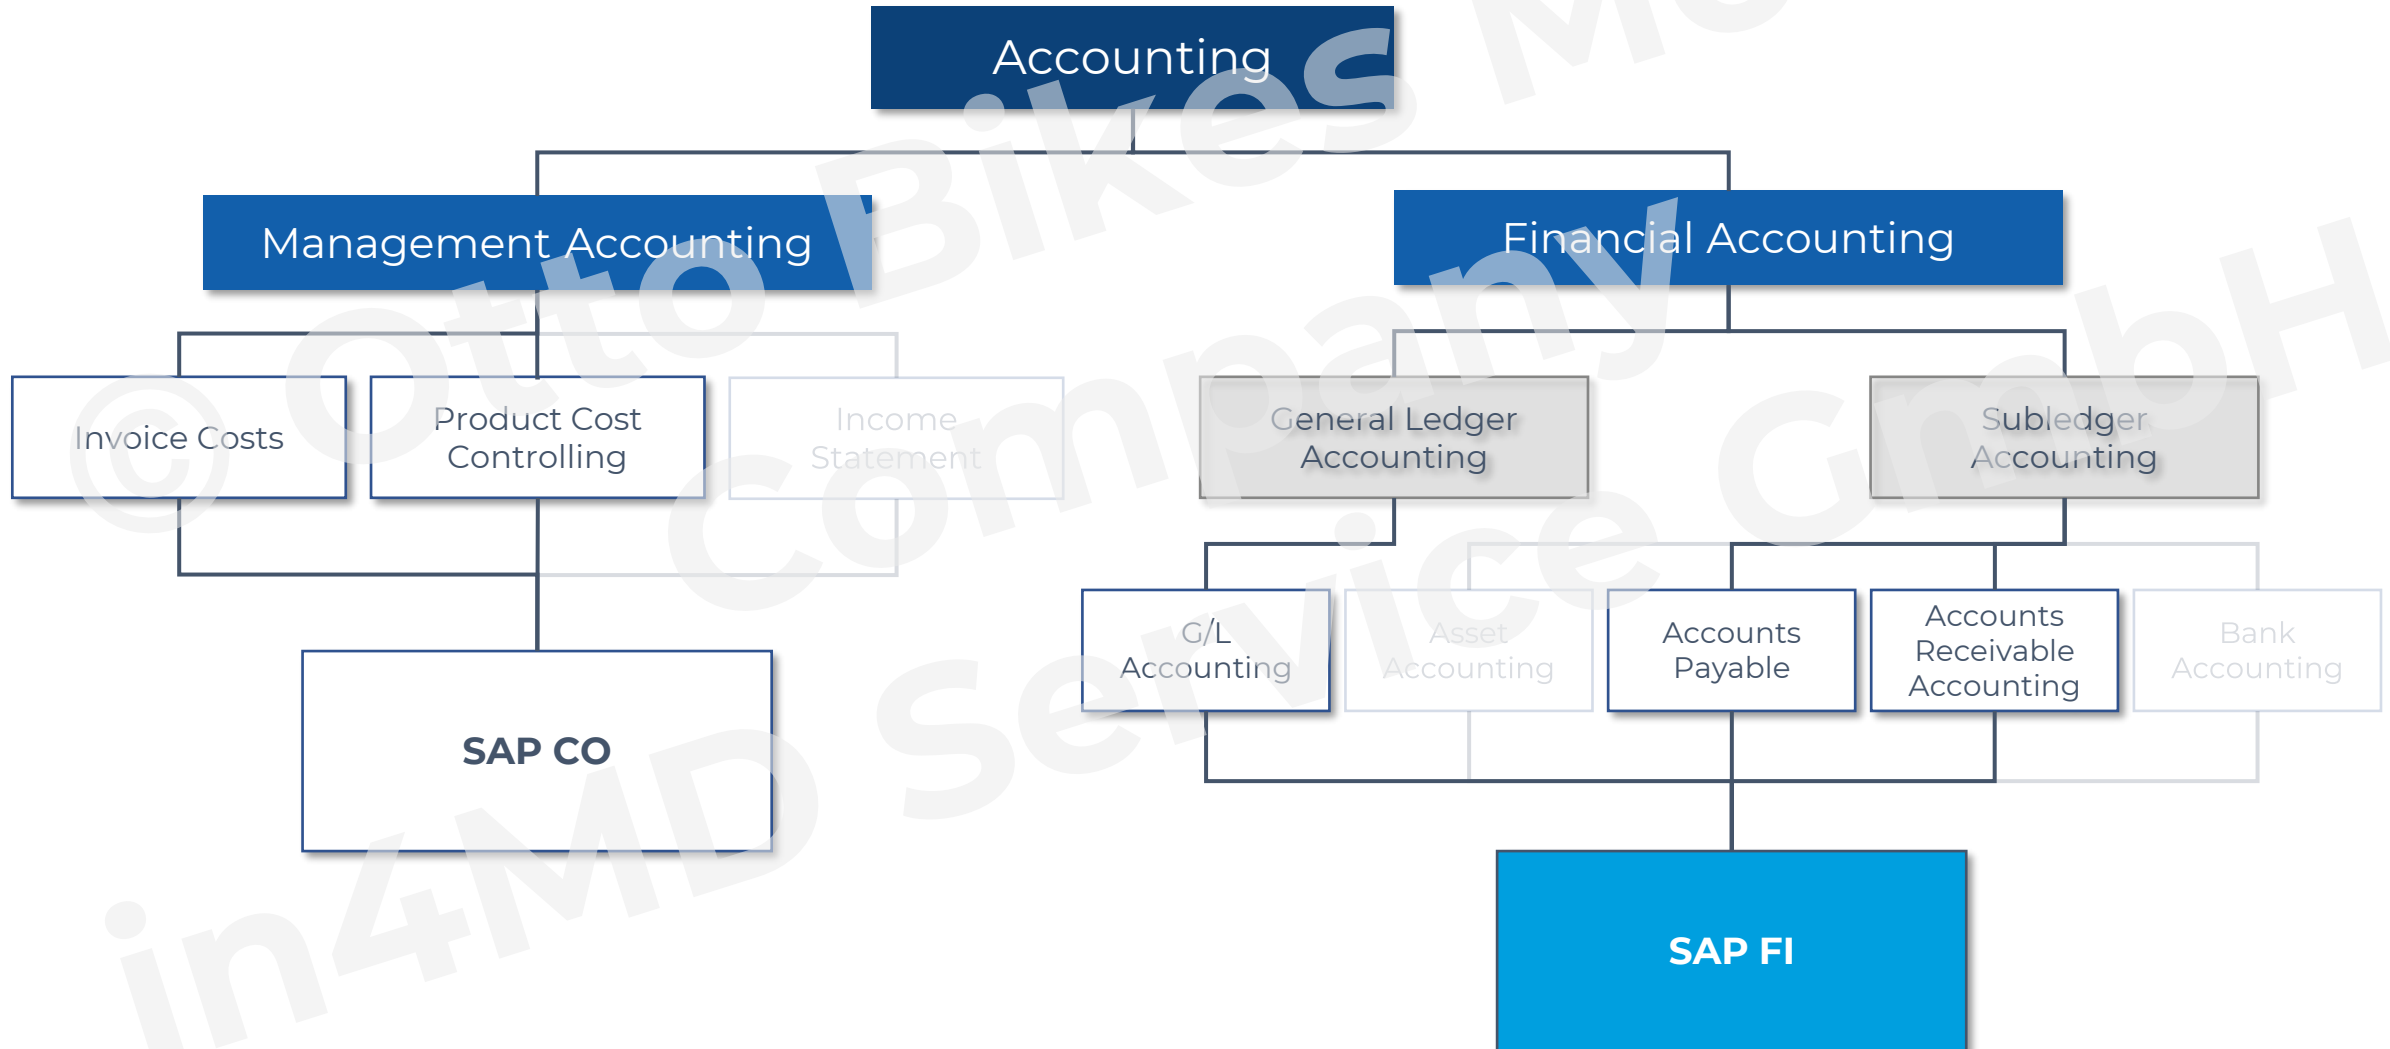 Accounting
Management Accounting
Financial Accounting
Invoice Costs
Product Cost
Controlling
Income
Statement
General Ledger
Accounting
Subledger
Accounting
G/L
Accounting
Asset
Accounting
Accounts
Payable
Accounts
Receivable
Accounting
Bank
Accounting
SAP CO
SAP FI
© Otto Bikes
Company
in4MD Service GmbH